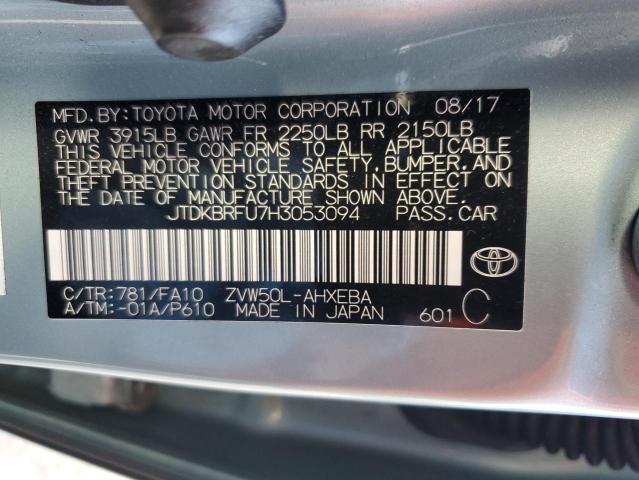 MFD.BY:TOYOTA MOTOR CORPORATION 08/17
GVWR 3915LB GAWR FR 2250LB RR 2150LB
THIS VEHICLE CONFORMS TO ALL APPLICABLE
FEDERAL MOTOR VEHICLE SAFETY, BUMPER, AND
THEFT PREVENTION STANDARDS IN EFFECT ON
THE DATE OF MANUFACTURE SHOWN ABOVE.
JTDKBRFU7H3053094 PASS.CAR
C/TR:781/FA10 ZVW50L-AHXEBA
A/TM:-01A/P610 MADE IN JAPAN 601 C